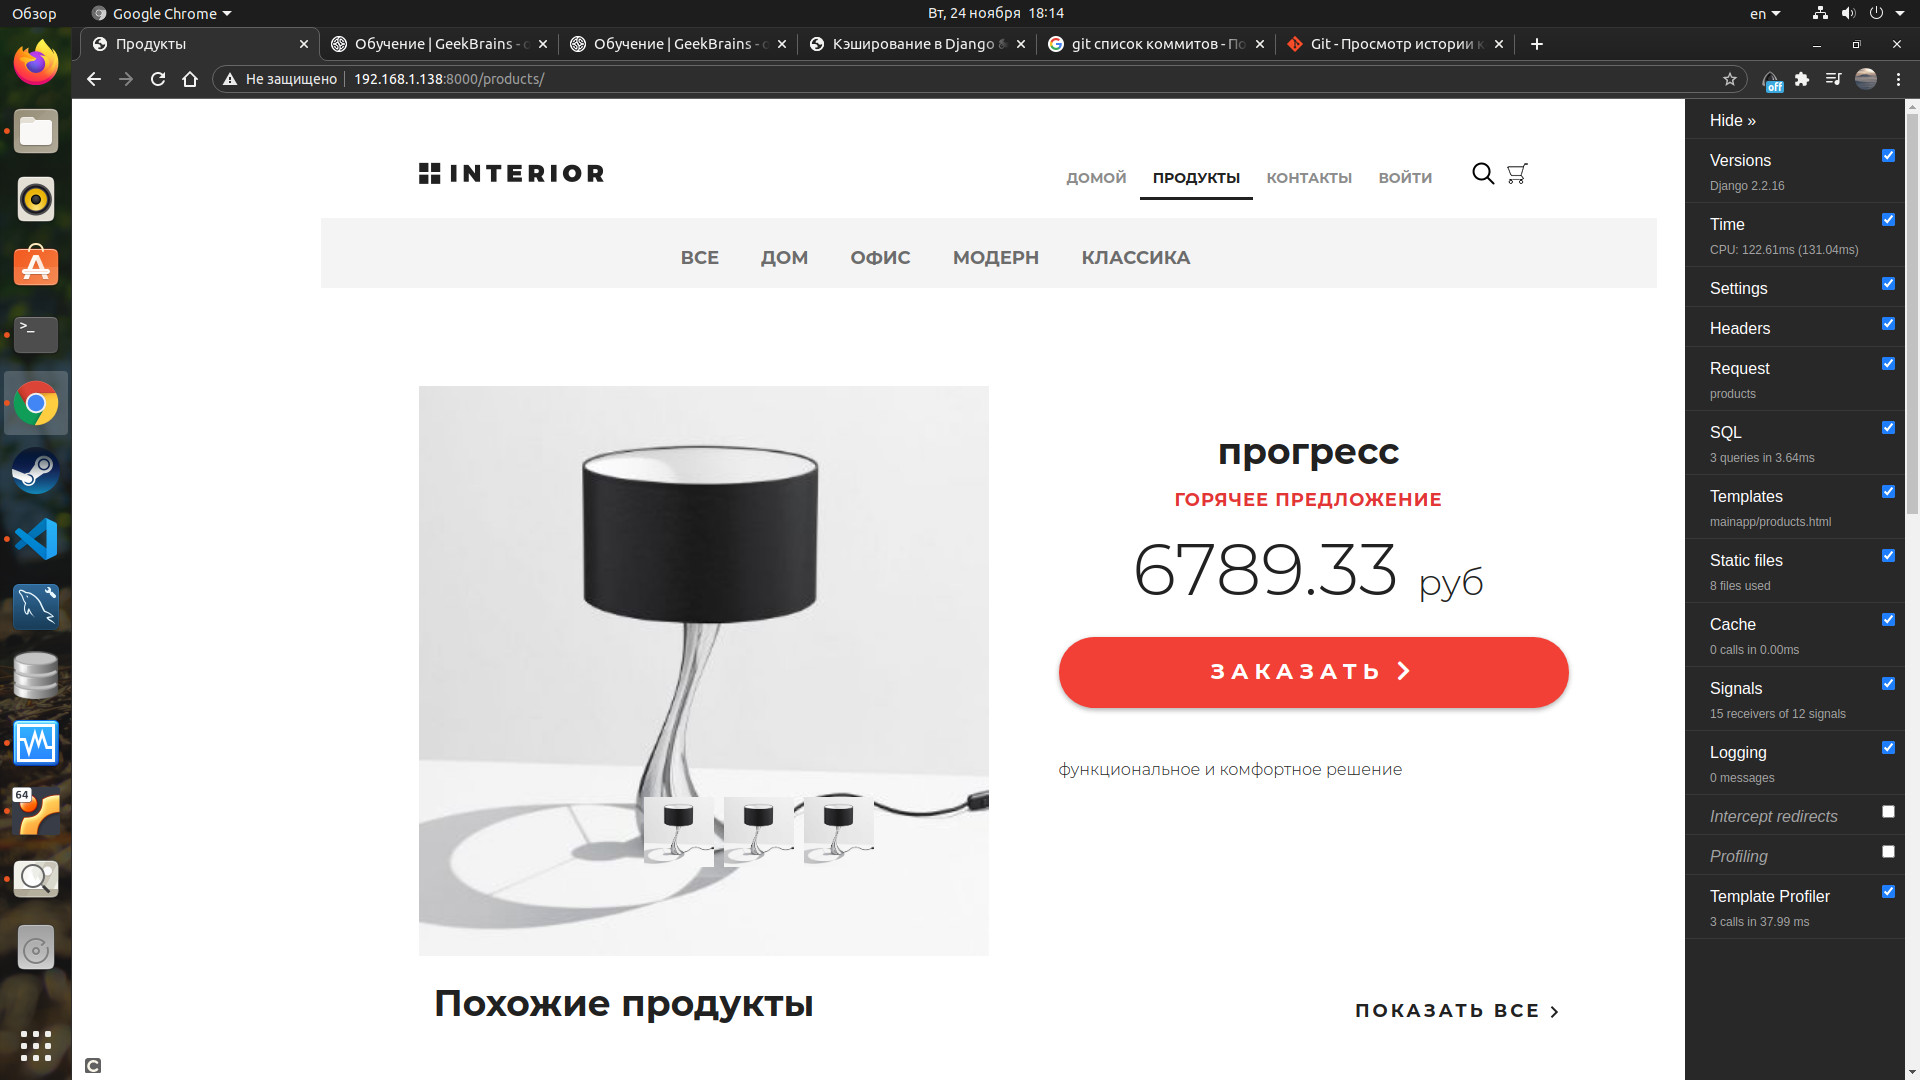 Обзор
Google Chrome
Вт, 24 ноября 18:14
en
Продукты
Обучение | GeekBrains -
Обучение | GeekBrains -
Кэширование в Django
git список коммитов -
Git - Просмотр истории
Не защищено
192.168.1.138:8000/products/
off
INTERIOR
ДОМОЙ
ПРОДУКТЫ
КОНТАКТЫ
ВОЙТИ
ВСЕ
ДОМ
ОФИС
МОДЕРН
КЛАССИКА
прогресс
ГОРЯЧЕЕ ПРЕДЛОЖЕНИЕ
6789.33 руб
ЗАКАЗАТЬ
функциональное и комфортное решение
Похожие продукты
ПОКАЗАТЬ ВСЕ
Hide »
Versions
Django 2.2.16
Time
CPU: 122.61ms (131.04ms)
Settings
Headers
Request
products
SQL
3 queries in 3.64ms
Templates
mainapp/products.html
Static files
8 files used
Cache
0 calls in 0.00ms
Signals
15 receivers of 12 signals
Logging
0 messages
Intercept redirects
Profiling
Template Profiler
3 calls in 37.99 ms
64
C